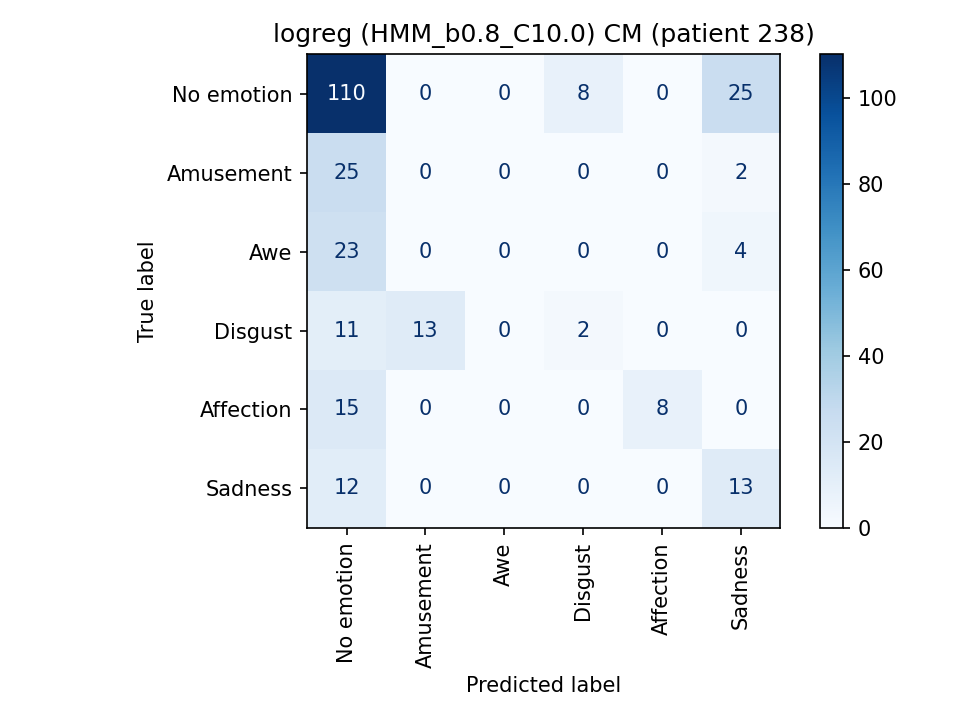 logreg (HMM_b0.8_C10.0) CM (patient 238)
No emotion 110 0 0 8 0 25
Amusement 25 0 0 0 0 2
Awe 23 0 0 0 0 4
Disgust 11 13 0 2 0 0
Affection 15 0 0 0 8 0
Sadness 12 0 0 0 0 13
True label
No emotion
Amusement
Awe
Disgust
Affection
Sadness
Predicted label
100
80
60
40
20
0